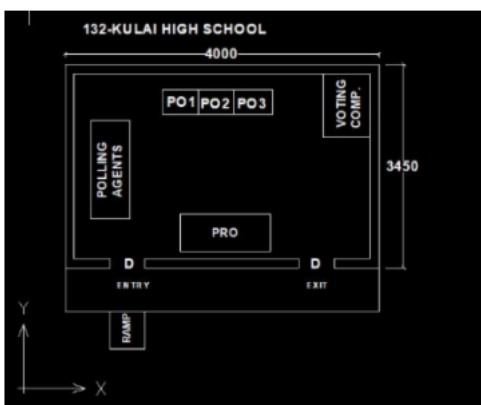 132-KULAI HIGH SCHOOL
4000
PO1 PO2 PO3
VOTING
COMP.
POLLING
AGENTS
3450
PRO
D
D
ENTRY
EXIT
RAMP
Y
X